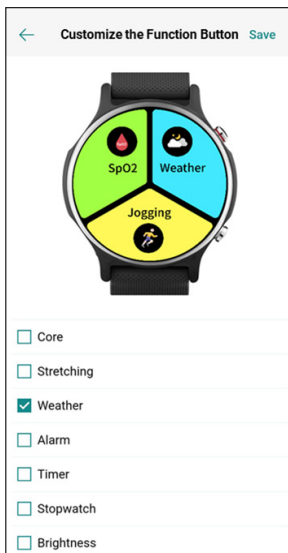 Customize the Function Button Save
SpO2 Weather
Jogging
Core
Stretching
Weather
Alarm
Timer
Stopwatch
Brightness